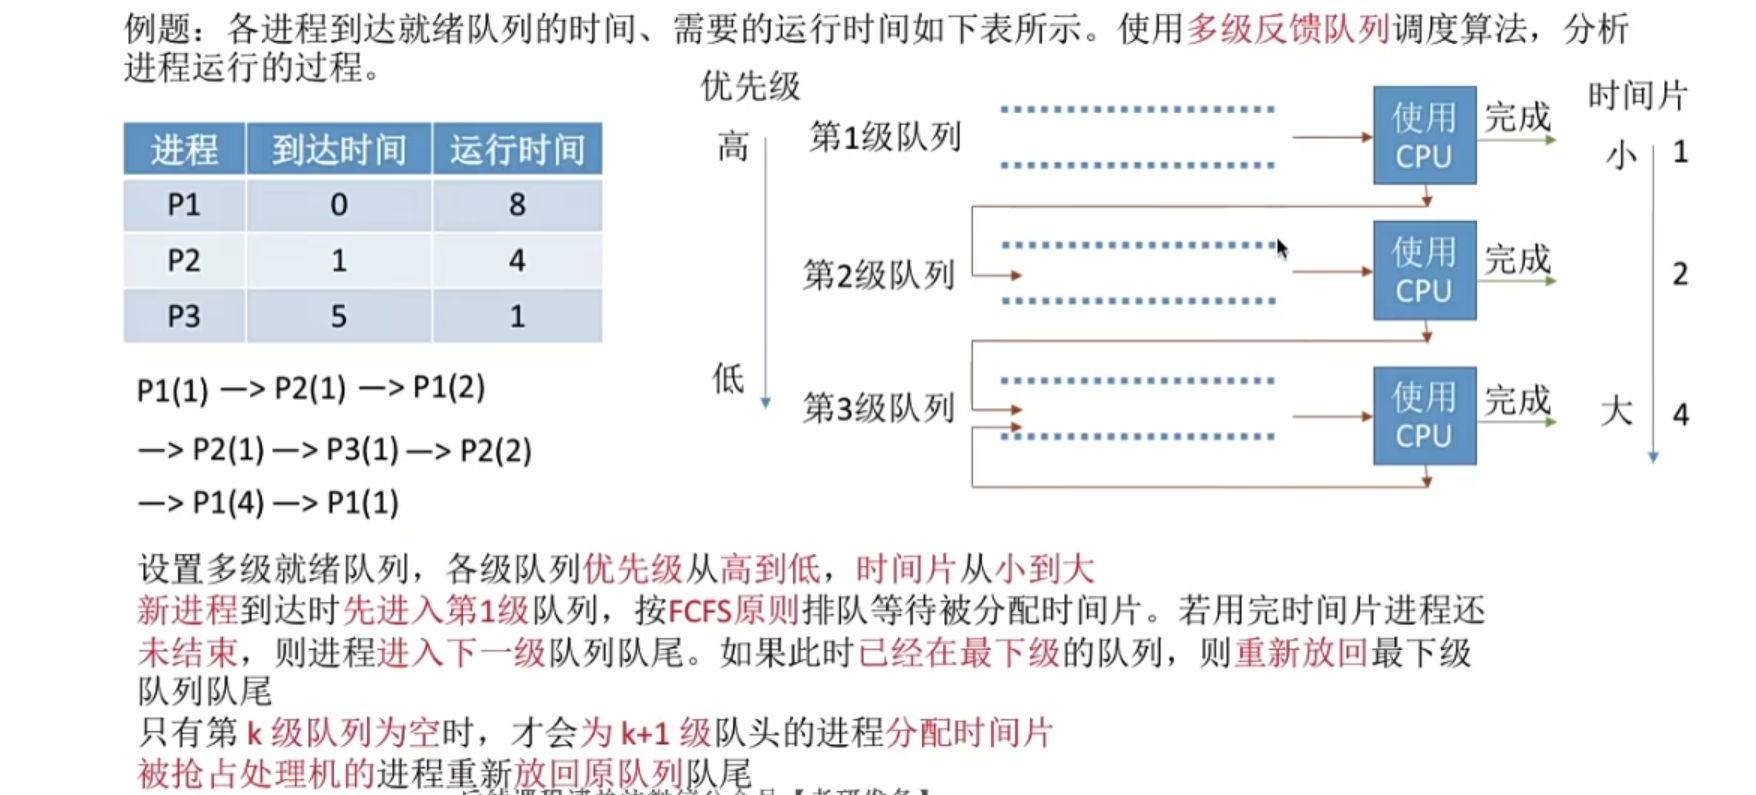 例题：各进程到达就绪队列的时间、需要的运行时间如下表所示。使用多级反馈队列调度算法，分析
进程运行的过程。
进程 到达时间 运行时间
P1 0 8
P2 1 4
P3 5 1
P1(1) —> P2(1) —> P1(2)
—> P2(1) —> P3(1) —> P2(2)
—> P1(4) —> P1(1)
优先级
高
低
第1级队列
使用
CPU
完成
第2级队列
使用
CPU
完成
第3级队列
使用
CPU
完成
时间片
小 1
2
大 4
设置多级就绪队列，各级队列优先级从高到低，时间片从小到大
新进程到达时先进入第1级队列，按FCFS原则排队等待被分配时间片。若用完时间片进程还
未结束，则进程进入下一级队列队尾。如果此时已经在最下级的队列，则重新放回最下级
队列队尾
只有第 k 级队列为空时，才会为 k+1 级队头的进程分配时间片
被抢占处理机的进程重新放回原队列队尾